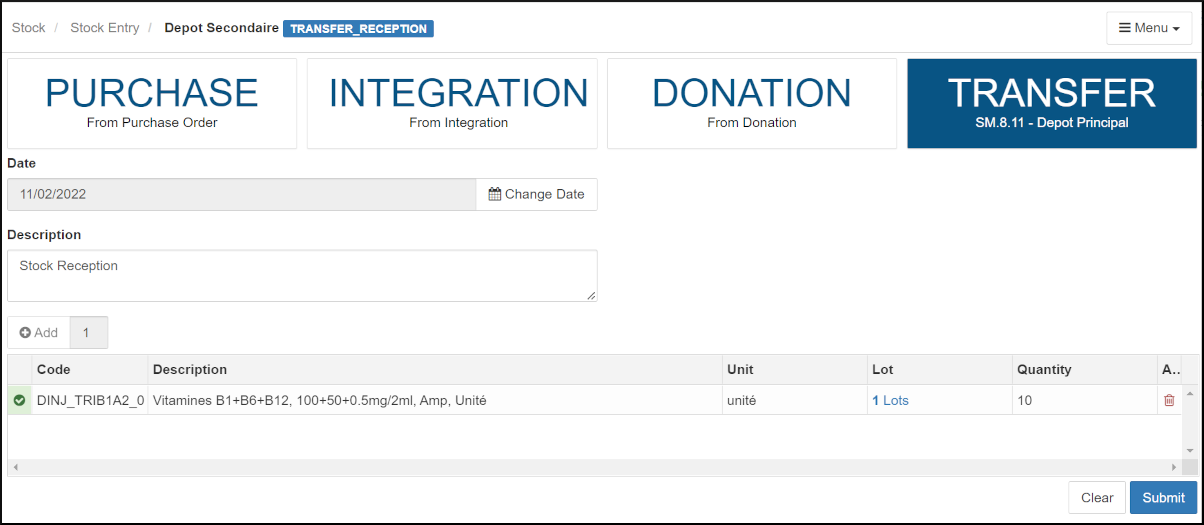 Stock / Stock Entry / Depot Secondaire TRANSFER_RECEPTION Menu
PURCHASE INTEGRATION DONATION TRANSFER
From Purchase Order From Integration From Donation SM.8.11 - Depot Principal
Date
11/02/2022 Change Date
Description
Stock Reception
Add 1
Code Description Unit Lot Quantity A..
DINJ_TRIB1A2_0 Vitamines B1+B6+B12, 100+50+0.5mg/2ml, Amp, Unité unité 1 Lots 10
Clear Submit